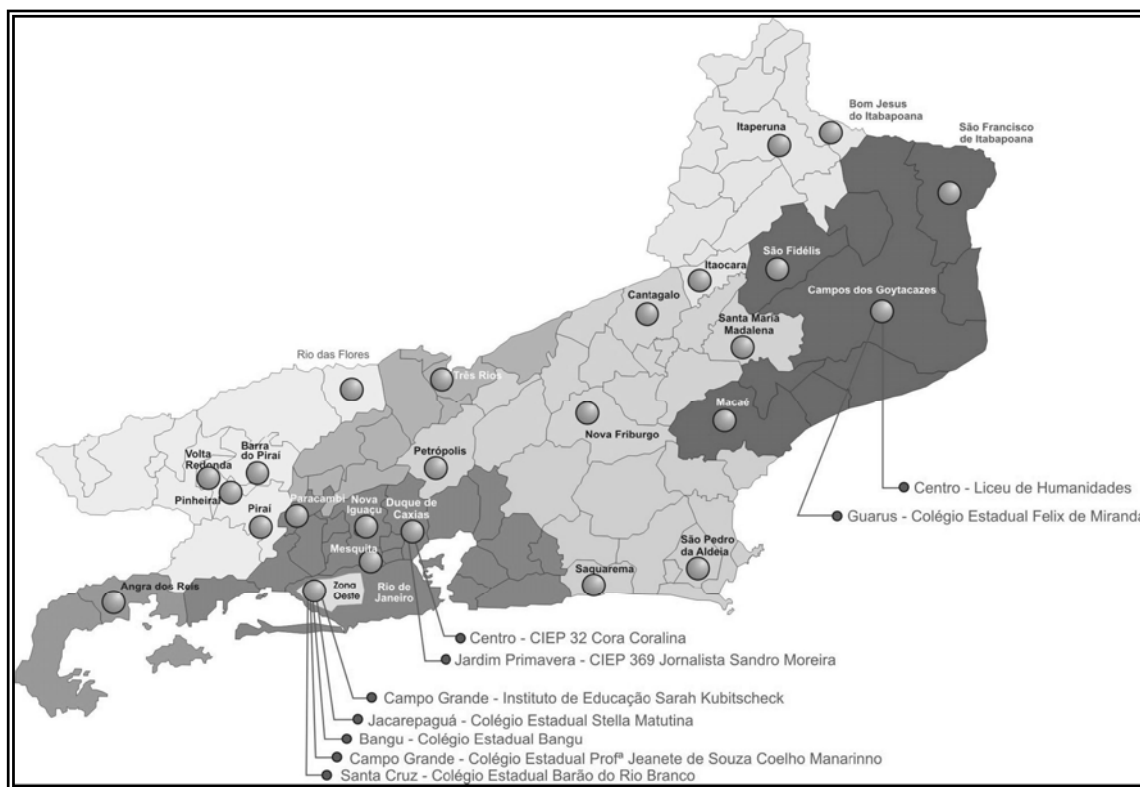 Bom Jesus
do Itabapoana
Itaperuna
São Francisco
de Itabapoana
São Fidélis
Itaocara
Campos dos Goytacazes
Cantagalo
Santa Maria
Madalena
Rio das Flores
Três Rios
Macaé
Nova Friburgo
Petrópolis
Barra
do Piraí
Volta
Redonda
Pinheiral
Piraí
Paracambi
Nova
Iguaçu
Duque de
Caxias
Mesquita
São Pedro
da Aldeia
Saquarema
Angra dos Reis
Zona
Oeste
Rio de
Janeiro
Centro - Liceu de Humanidades
Guarus - Colégio Estadual Felix de Miranda
Centro - CIEP 32 Cora Coralina
Jardim Primavera - CIEP 369 Jornalista Sandro Moreira
Campo Grande - Instituto de Educação Sarah Kubitscheck
Jacarepaguá - Colégio Estadual Stella Matutina
Bangu - Colégio Estadual Bangu
Campo Grande - Colégio Estadual Profª Jeanete de Souza Coelho Manarinno
Santa Cruz - Colégio Estadual Barão do Rio Branco